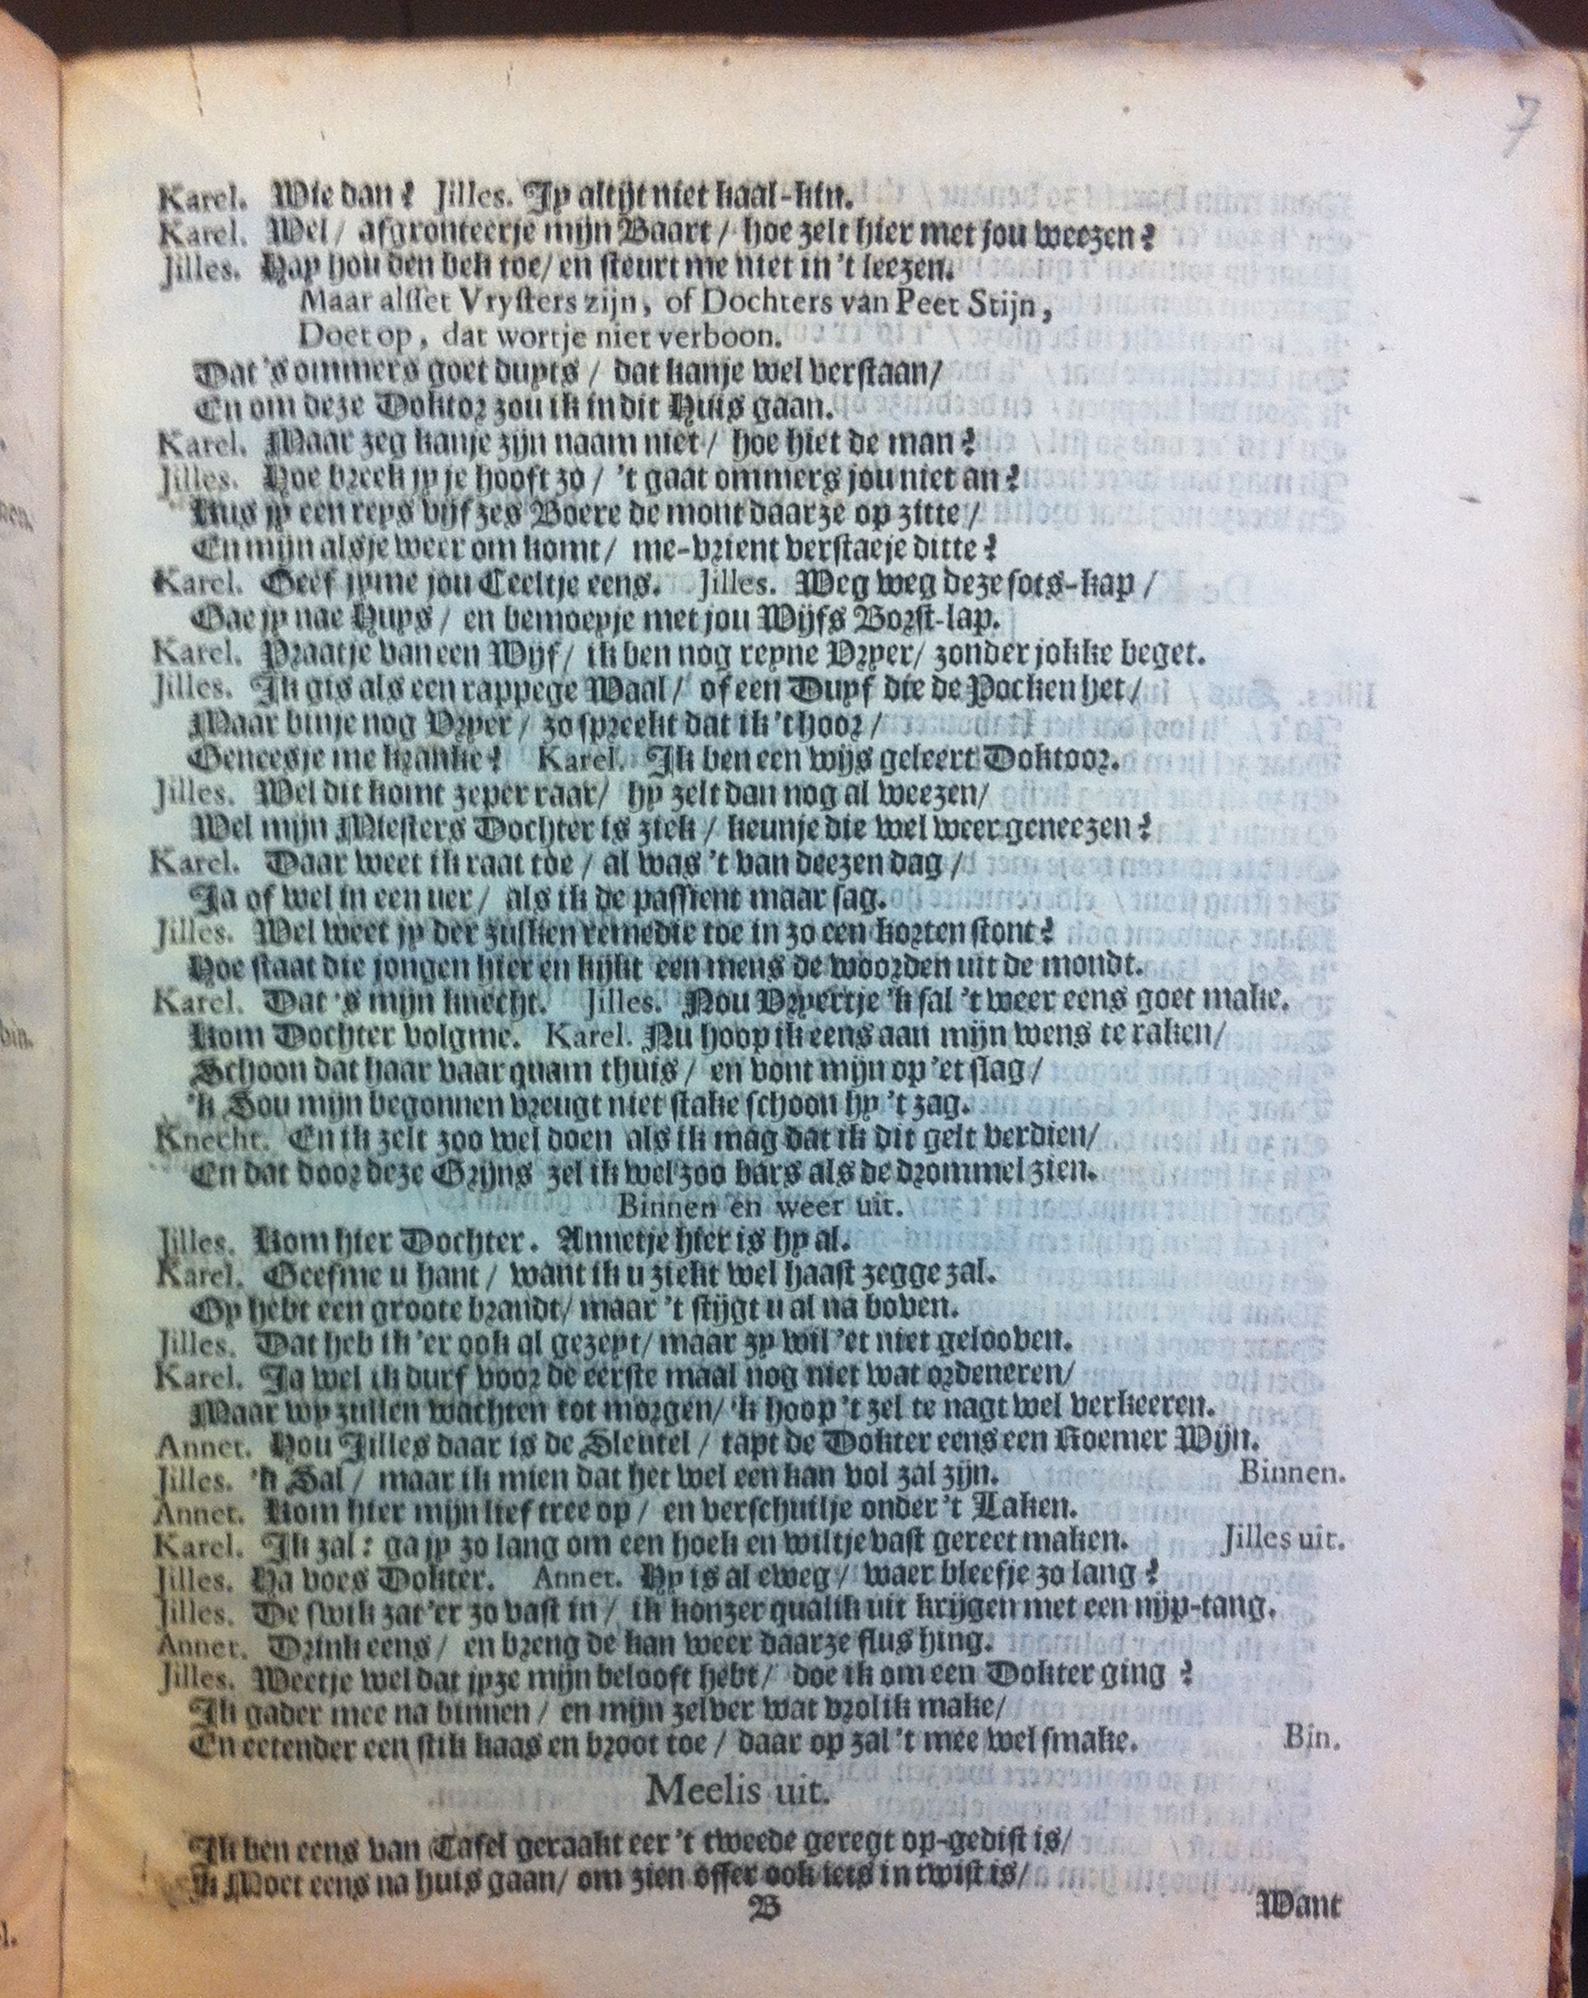 7
Karel. Wie dan? Jilles. Jy altijt niet kaal-kin.
Karel. Wel / afgronteerje mijn Baart / hoe zelt hier met jou weezen?
Jilles. Hay hou den bek toe / en steurt me niet in 't leezen.
Maar alsset Vrysters zijn, of Dochters van Peet Stijn,
Doet op, dat wortje niet verboon.
Dat 's ommers goet duyts / dat kanje wel verstaan /
En om deze Doktor zou ik in dit Huis gaan.
Karel. Maar zeg kanje zijn naam niet / hoe hiet de man?
Jilles. Hoe breek jy je hooft zo / 't gaat ommers jou niet an?
Kus jy een reys vijf zes Boere de mont daarze op zitte /
En mijn alsje weer om komt / me-vrient verstaeje ditte?
Karel. Geef jyme jou Ceeltje eens. Jilles. Weg weg deze sots-kap /
Gae jy nae Huys / en bemoeyje met jou Wijfs Borst-lap.
Karel. Praatje van een Wijf / ik ben nog reyne Vryer / zonder jokke beget.
Jilles. Ik gis als een rappege Waal / of een Duyf die de Pocken het /
Maar binje nog Vryer / zo spreekt dat ik 't hoor /
Geneesje me kranke? Karel. Ik ben een wijs geleert Doktoor.
Jilles. Wel dit komt zeper raar / hy zelt dan nog al weezen /
Wel mijn Miesters Dochter is ziek / keunje die wel weer geneezen?
Karel. Daar weet ik raat toe / al was 't van deezen dag /
Ja of wel in een uer / als ik de passient maar sag.
Jilles. Wel weet jy der zulken remedie toe in zo een korten stont?
Hoe staat die jongen hier en kijkt een mens de woorden uit de mondt.
Karel. Dat 's mijn knecht. Jilles. Nou Vryertje 'k sal 't weer eens goet make.
Kom Dochter volgme. Karel. Nu hoop ik eens aan mijn wens te raken /
Schoon dat haar vaar quam thuis / en vont mijn op 'et slag /
'k Sou mijn begonnen vreugt niet stake schoon hy 't zag.
Knecht. En ik zelt zoo wel doen als ik mag dat ik dit gelt verdien /
En dat door deze Grijns zel ik wel zoo bars als de drommel zien.
Binnen en weer uit.
Jilles. Kom hier Dochter. Annetje hier is hy al.
Karel. Geefme u hant / want ik u ziekt wel haast zegge zal.
Gy hebt een groote brandt / maar 't stijgt u al na boven.
Jilles. Dat heb ik 'er ook al gezeyt / maar zy wil 'et niet gelooven.
Karel. Ja wel ik durf voor de eerste maal nog niet wat ordeneren /
Maar wy zullen wachten tot morgen / 'k hoop 't zel te nagt wel verkeeren.
Annet. Hou Jilles daar is de Sleutel / tapt de Dokter eens een Roemer Wijn.
Jilles. 'k Sal / maar ik mien dat het wel een kan vol zal zijn. Binnen.
Annet. Kom hier mijn lief tree op / en verschuilje onder 't Laken.
Karel. Ik zal: ga jy zo lang om een hoek en wiltje vast gereet maken. Jilles uit.
Jilles. Ha voes Dokter. Annet. Hy is al eweg / waer bleefje zo lang?
Jilles. De swik zat 'er zo vast in / ik konzer qualik uit krijgen met een nijp-tang.
Annet. Drink eens / en breng de kan weer daarze flus hing.
Jilles. Weetje wel dat jyze mijn belooft hebt / doe ik om een Dokter ging?
Ik gader mee na binnen / en mijn zelver wat vrolik make /
En eetender een stik kaas en broot toe / daar op zal 't mee wel smake. Bin.
Meelis uit.
Ik ben eens van Tafel geraakt eer 't tweede geregt op-gedist is /
Ik Moet eens na huis gaan / om zien offer ook iets in twist is /
B Want